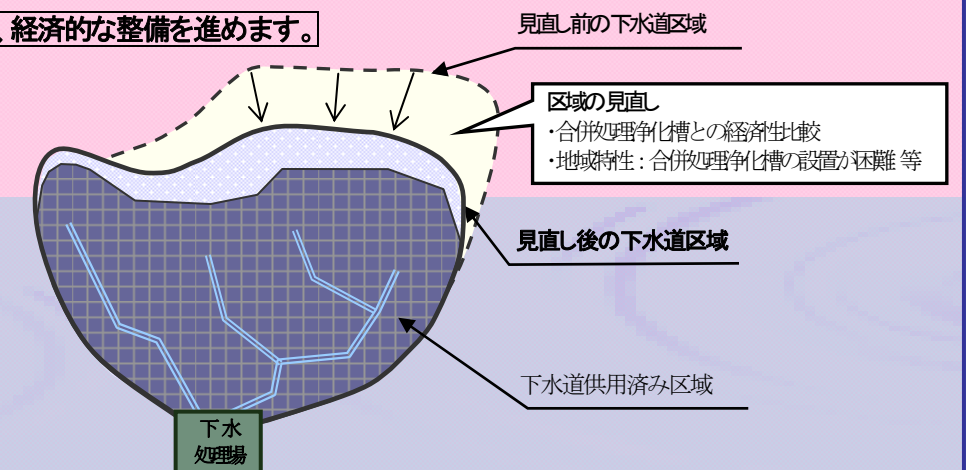 、経済的な整備を進めます。
見直し前の下水道区域
区域の見直し
・合併処理浄化槽との経済性比較
・地域特性：合併処理浄化槽の設置が困難 等
見直し後の下水道区域
下水道供用済み区域
下水
処理場